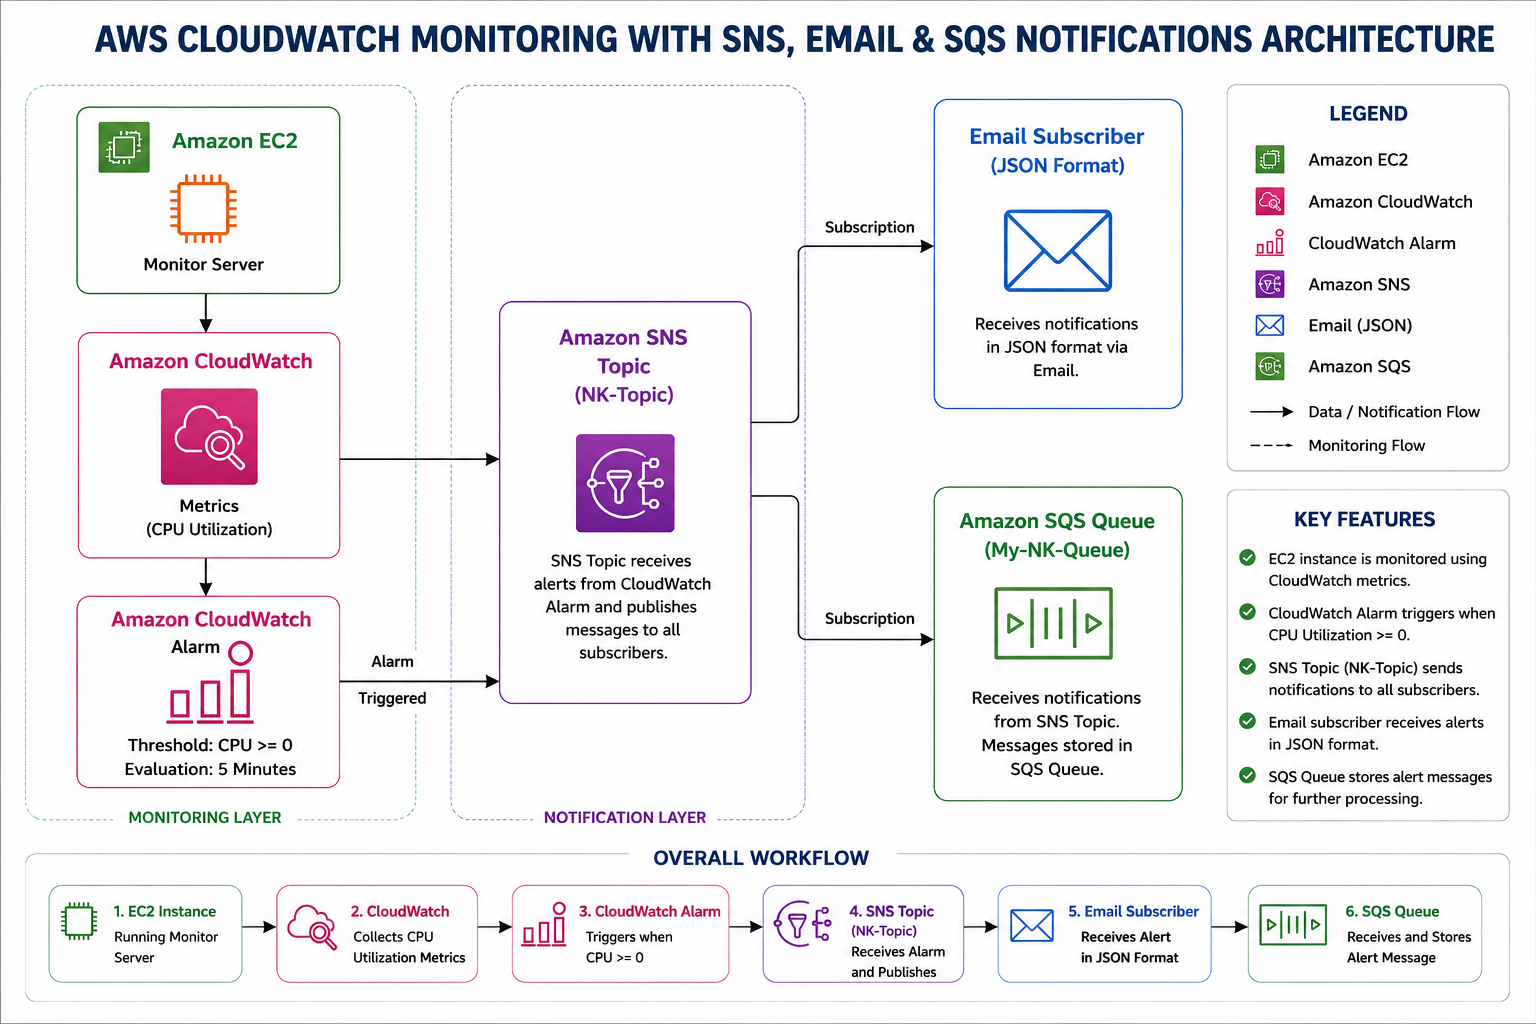 AWS CLOUDWATCH MONITORING WITH SNS, EMAIL & SQS NOTIFICATIONS ARCHITECTURE
Amazon EC2
Monitor Server
Amazon CloudWatch
Metrics
(CPU Utilization)
Amazon CloudWatch
Alarm
Threshold: CPU >= 0
Evaluation: 5 Minutes
MONITORING LAYER
Alarm
Triggered
Amazon SNS
Topic
(NK-Topic)
SNS Topic receives
alerts from CloudWatch
Alarm and publishes
messages to all
subscribers.
NOTIFICATION LAYER
Subscription
Subscription
Email Subscriber
(JSON Format)
Receives notifications
in JSON format via
Email.
Amazon SQS Queue
(My-NK-Queue)
Receives notifications
from SNS Topic.
Messages stored in
SQS Queue.
LEGEND
Amazon EC2
Amazon CloudWatch
CloudWatch Alarm
Amazon SNS
Email (JSON)
Amazon SQS
Data / Notification Flow
Monitoring Flow
KEY FEATURES
EC2 instance is monitored using
CloudWatch metrics.
CloudWatch Alarm triggers when
CPU Utilization >= 0.
SNS Topic (NK-Topic) sends
notifications to all subscribers.
Email subscriber receives alerts
in JSON format.
SQS Queue stores alert messages
for further processing.
OVERALL WORKFLOW
1. EC2 Instance
Running Monitor
Server
2. CloudWatch
Collects CPU
Utilization Metrics
3. CloudWatch Alarm
Triggers when
CPU >= 0
4. SNS Topic
(NK-Topic)
Receives Alarm
and Publishes
5. Email Subscriber
Receives Alert
in JSON Format
6. SQS Queue
Receives and Stores
Alert Message